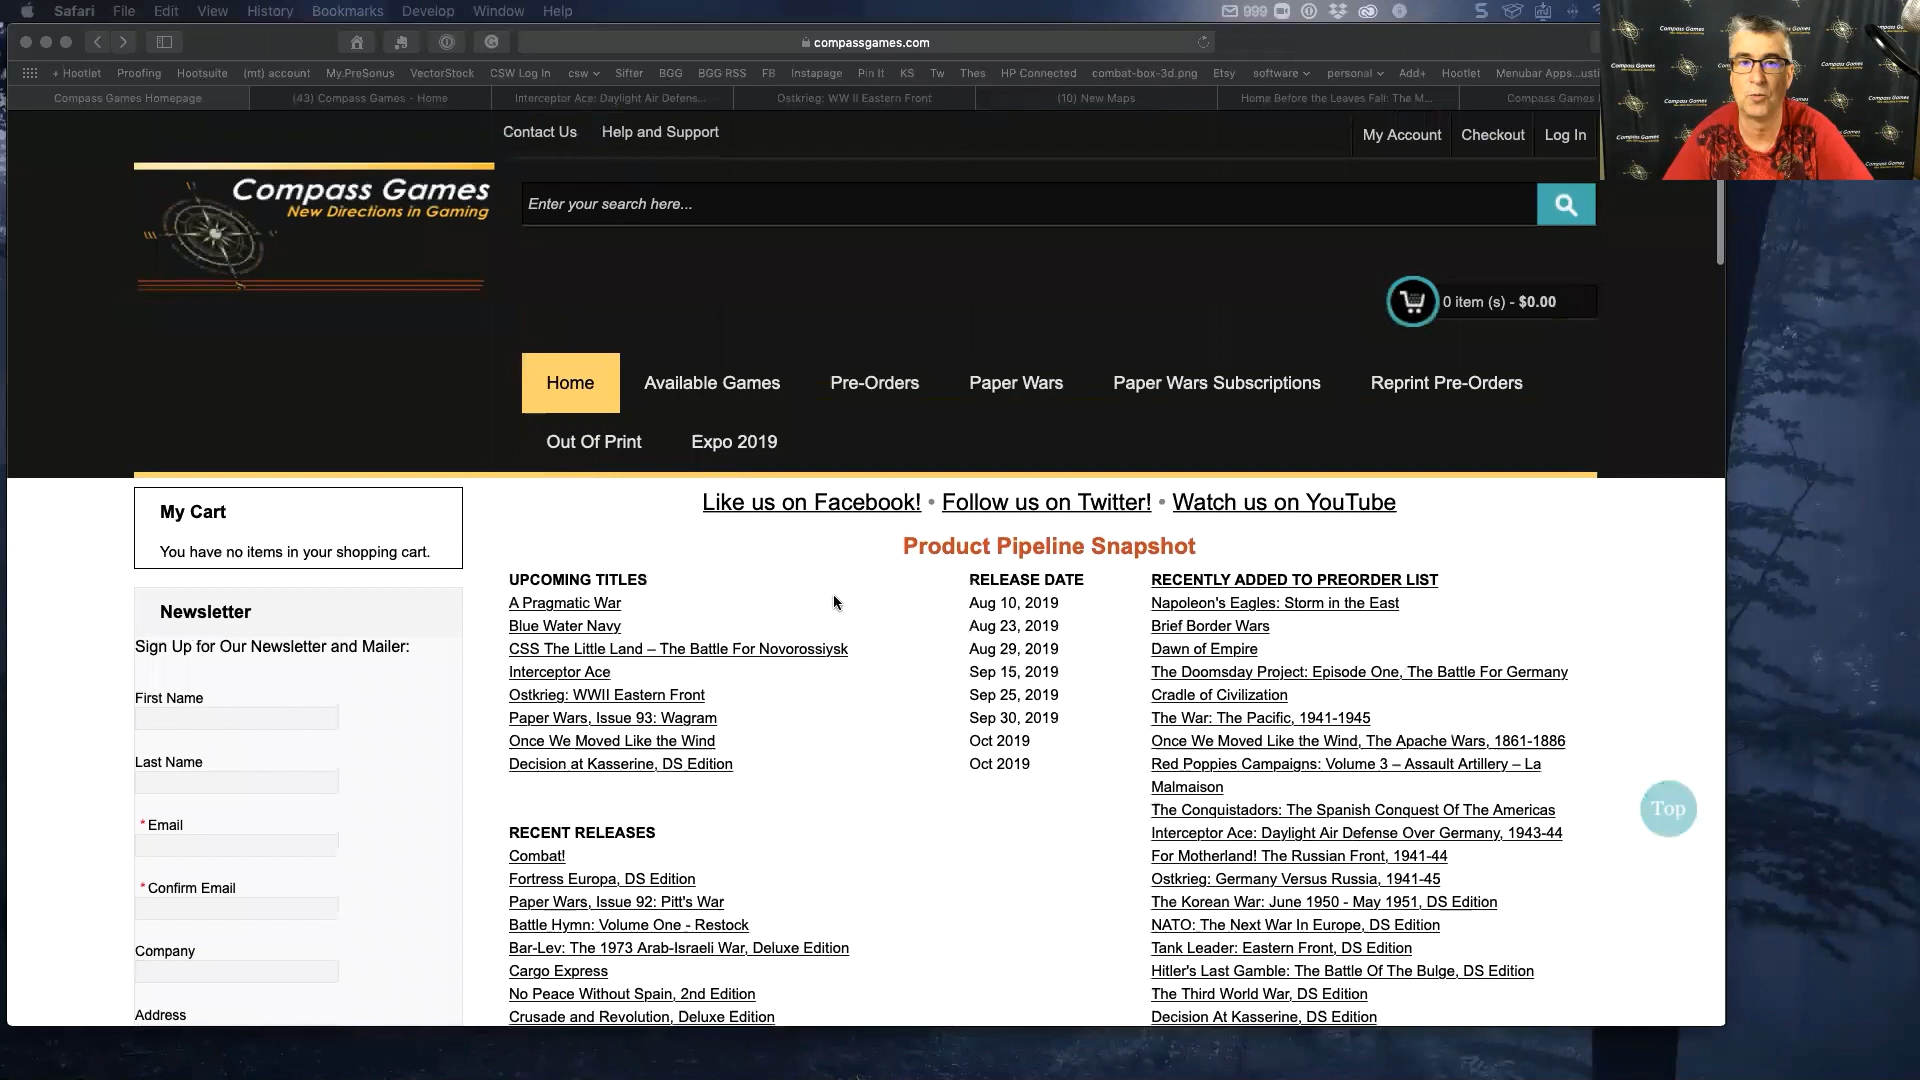 Safari File Edit View History Bookmarks Develop Window Help
999
compassgames.com
+ Hootlet Proofing Hootsuite (mt) account My.PreSonus VectorStock CSW Log In csw Sifter BGG BGG RSS FB Instapage Pin It KS Tw Thes HP Connected combat-box-3d.png Etsy software personal Add+ Hootlet Menubar Apps...usti
Compass Games Homepage (43) Compass Games - Home Interceptor Ace: Daylight Air Defens... Ostkrieg: WW II Eastern Front (10) New Maps Home Before the Leaves Fall: The M... Compass Games
Contact Us Help and Support
My Account Checkout Log In
Compass Games
New Directions in Gaming
Enter your search here...
0 item (s) - $0.00
Home Available Games Pre-Orders Paper Wars Paper Wars Subscriptions Reprint Pre-Orders
Out Of Print Expo 2019
My Cart
You have no items in your shopping cart.
Newsletter
Sign Up for Our Newsletter and Mailer:
First Name
Last Name
* Email
* Confirm Email
Company
Address
Like us on Facebook! • Follow us on Twitter! • Watch us on YouTube
Product Pipeline Snapshot
UPCOMING TITLES RELEASE DATE
A Pragmatic War Aug 10, 2019
Blue Water Navy Aug 23, 2019
CSS The Little Land – The Battle For Novorossiysk Aug 29, 2019
Interceptor Ace Sep 15, 2019
Ostkrieg: WWII Eastern Front Sep 25, 2019
Paper Wars, Issue 93: Wagram Sep 30, 2019
Once We Moved Like the Wind Oct 2019
Decision at Kasserine, DS Edition Oct 2019
RECENT RELEASES
Combat!
Fortress Europa, DS Edition
Paper Wars, Issue 92: Pitt's War
Battle Hymn: Volume One - Restock
Bar-Lev: The 1973 Arab-Israeli War, Deluxe Edition
Cargo Express
No Peace Without Spain, 2nd Edition
Crusade and Revolution, Deluxe Edition
RECENTLY ADDED TO PREORDER LIST
Napoleon's Eagles: Storm in the East
Brief Border Wars
Dawn of Empire
The Doomsday Project: Episode One, The Battle For Germany
Cradle of Civilization
The War: The Pacific, 1941-1945
Once We Moved Like the Wind, The Apache Wars, 1861-1886
Red Poppies Campaigns: Volume 3 – Assault Artillery – La
Malmaison
The Conquistadors: The Spanish Conquest Of The Americas
Interceptor Ace: Daylight Air Defense Over Germany, 1943-44
For Motherland! The Russian Front, 1941-44
Ostkrieg: Germany Versus Russia, 1941-45
The Korean War: June 1950 - May 1951, DS Edition
NATO: The Next War In Europe, DS Edition
Tank Leader: Eastern Front, DS Edition
Hitler's Last Gamble: The Battle Of The Bulge, DS Edition
The Third World War, DS Edition
Decision At Kasserine, DS Edition
Top